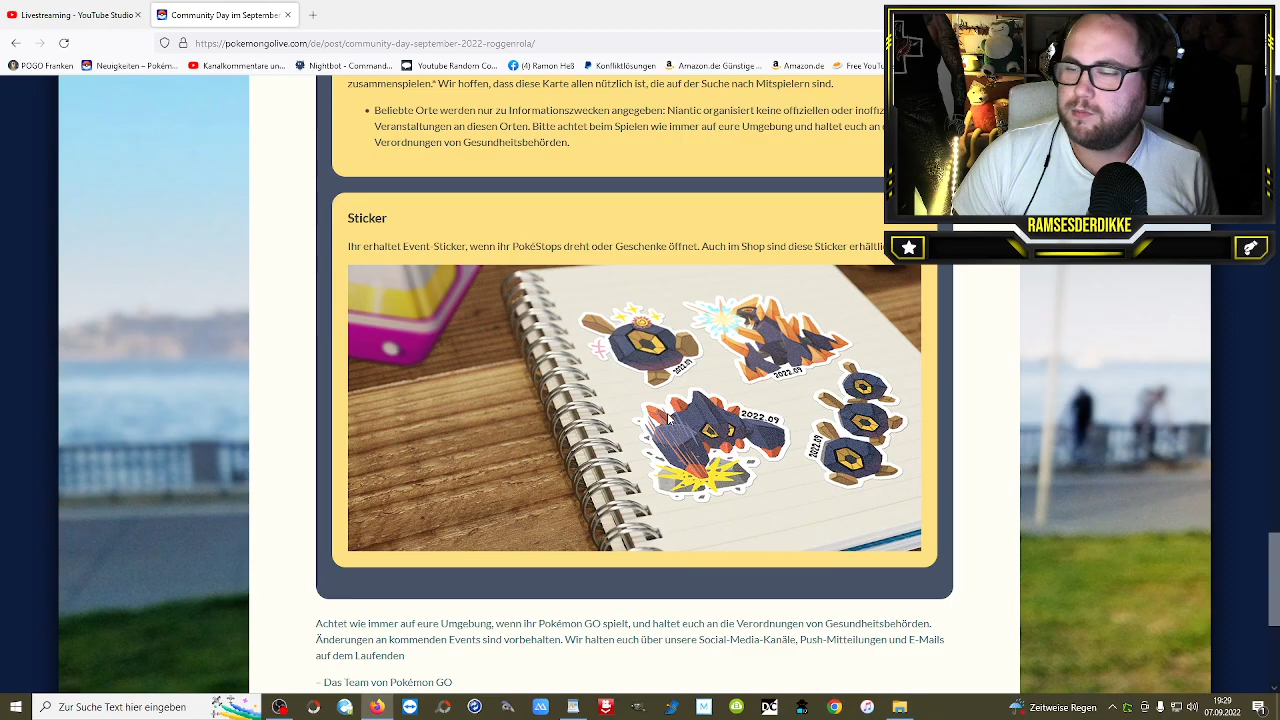 Livestreaming - YouTube Studio
Community Day – September 202
pokemongolive.com/de/post/community-day-september2022-roggenrola/
POGO Franken
Neuigkeiten – Pokém...
Kanalkommentare un...
Nightbot - Comman...
Youtube Random Co...
(4) Ramon Heß
Konfliktlösungen
Amazon.de Günstige ...
Amazon.de
Free You
zusammenspielen.“ Wir hoffen, dass diese Karte allen nützlich ist, die auf der Suche nach Mitspielern sind.
• Beliebte Orte werden nur zu Informationszwecken angegeben; Niantic organisiert keine offiziellen oder inoffiz
Veranstaltungen an diesen Orten. Bitte achtet beim Spielen wie immer auf eure Umgebung und haltet euch an
Verordnungen von Gesundheitsbehörden.
RAMSESDERDIKKE
Sticker
Ihr erhaltet Event-Sticker, wenn ihr PokéStops dreht oder Geschenke öffnet. Auch im Shop sind diese Sticker erhältli
2022.09
2022.09
2022.09
2022.09
Achtet wie immer auf eure Umgebung, wenn ihr Pokémon GO spielt, und haltet euch an die Verordnungen von Gesundheitsbehörden.
Änderungen an kommenden Events sind vorbehalten. Wir halten euch über unsere Social-Media-Kanäle, Push-Mitteilungen und E-Mails
auf dem Laufenden
– Das Team von Pokémon GO
Zur Suche Text hier eingeben
Zeitweise Regen
19:29
07.09.2022